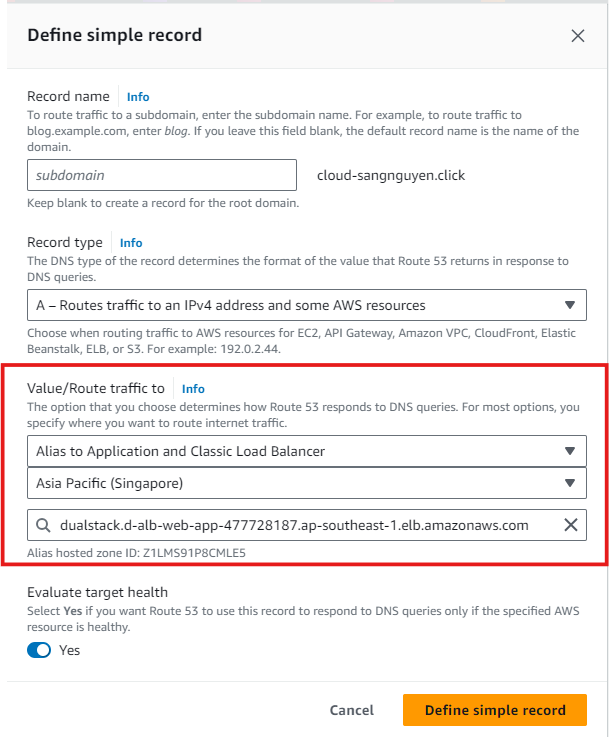 Define simple record
Record name Info
To route traffic to a subdomain, enter the subdomain name. For example, to route traffic to
blog.example.com, enter blog. If you leave this field blank, the default record name is the name of the
domain.
subdomain cloud-sangnguyen.click
Keep blank to create a record for the root domain.
Record type Info
The DNS type of the record determines the format of the value that Route 53 returns in response to
DNS queries.
A – Routes traffic to an IPv4 address and some AWS resources
Choose when routing traffic to AWS resources for EC2, API Gateway, Amazon VPC, CloudFront, Elastic
Beanstalk, ELB, or S3. For example: 192.0.2.44.
Value/Route traffic to Info
The option that you choose determines how Route 53 responds to DNS queries. For most options, you
specify where you want to route internet traffic.
Alias to Application and Classic Load Balancer
Asia Pacific (Singapore)
dualstack.d-alb-web-app-477728187.ap-southeast-1.elb.amazonaws.com
Alias hosted zone ID: Z1LMS91P8CMLE5
Evaluate target health
Select Yes if you want Route 53 to use this record to respond to DNS queries only if the specified AWS
resource is healthy.
Yes
Cancel Define simple record